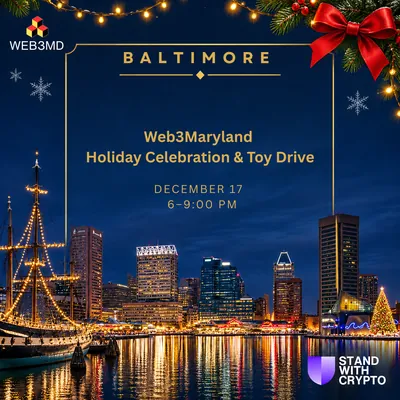 WEB3MD
BALTIMORE
Web3Maryland
Holiday Celebration & Toy Drive
DECEMBER 17
6–9:00 PM
STAND
WITH
CRYPTO